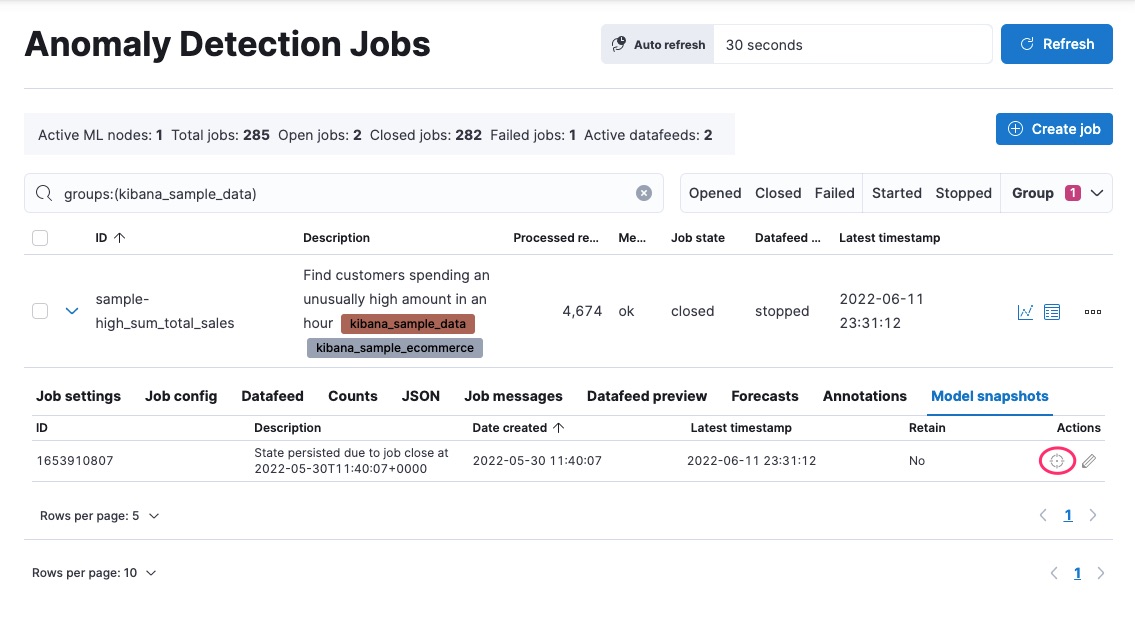 Anomaly Detection Jobs
Auto refresh 30 seconds Refresh
Active ML nodes: 1 Total jobs: 285 Open jobs: 2 Closed jobs: 282 Failed jobs: 1 Active datafeeds: 2
Create job
groups:(kibana_sample_data) Opened Closed Failed Started Stopped Group 1
ID Description Processed re... Me... Job state Datafeed ... Latest timestamp
sample-
high_sum_total_sales
Find customers spending an
unusually high amount in an
hour kibana_sample_data
kibana_sample_ecommerce
4,674 ok closed stopped
2022-06-11
23:31:12
Job settings Job config Datafeed Counts JSON Job messages Datafeed preview Forecasts Annotations Model snapshots
ID Description Date created Latest timestamp Retain Actions
1653910807
State persisted due to job close at
2022-05-30T11:40:07+0000
2022-05-30 11:40:07 2022-06-11 23:31:12 No
Rows per page: 5 1
Rows per page: 10 1